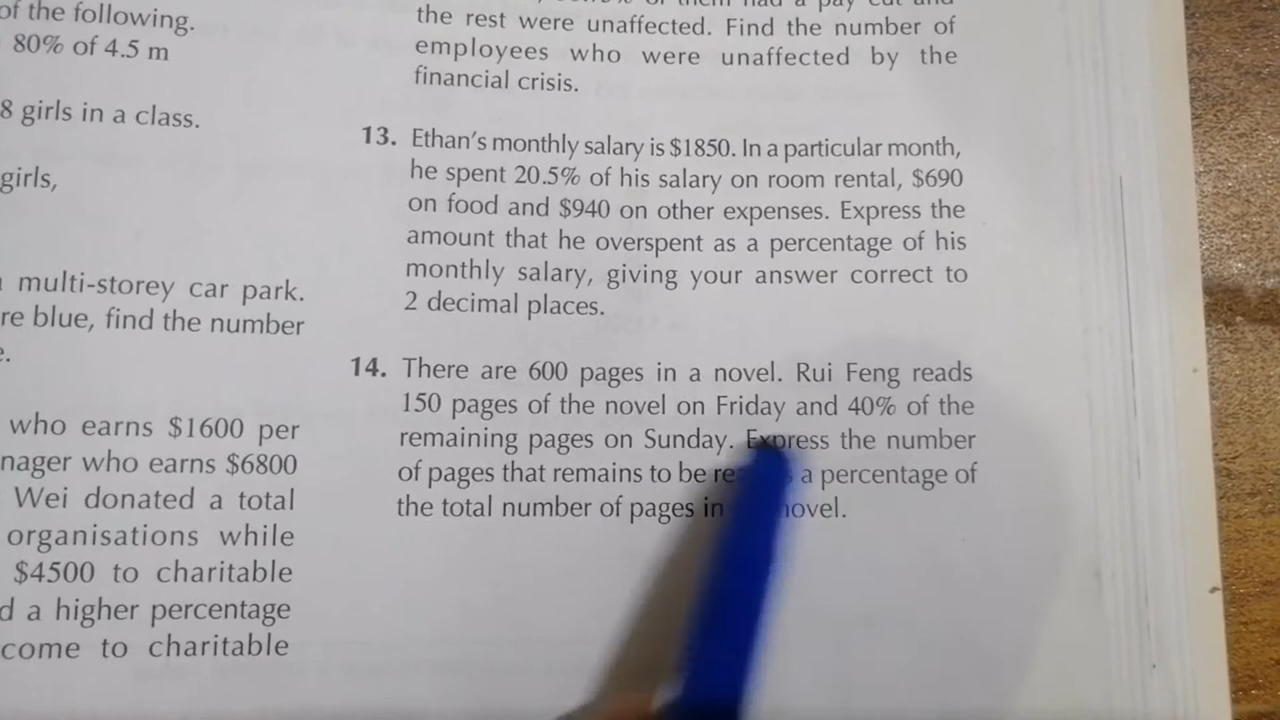 of the following.
80% of 4.5 m
8 girls in a class.
girls,
multi-storey car park.
re blue, find the number
e.
who earns $1600 per
nager who earns $6800
Wei donated a total
organisations while
$4500 to charitable
d a higher percentage
come to charitable
the rest were unaffected. Find the number of
employees who were unaffected by the
financial crisis.
13. Ethan's monthly salary is $1850. In a particular month,
he spent 20.5% of his salary on room rental, $690
on food and $940 on other expenses. Express the
amount that he overspent as a percentage of his
monthly salary, giving your answer correct to
2 decimal places.
14. There are 600 pages in a novel. Rui Feng reads
150 pages of the novel on Friday and 40% of the
remaining pages on Sunday. Express the number
of pages that remains to be re a percentage of
the total number of pages in novel.